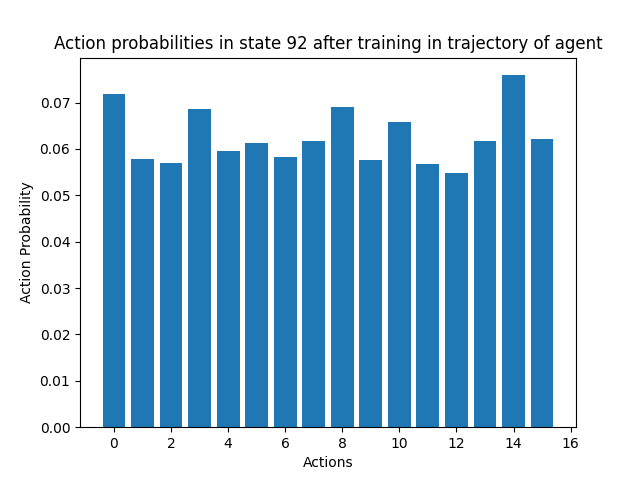 Action probabilities in state 92 after training in trajectory of agent
0.07
0.06
0.05
0.04
0.03
0.02
0.01
0.00
Action Probability
0 2 4 6 8 10 12 14 16
Actions